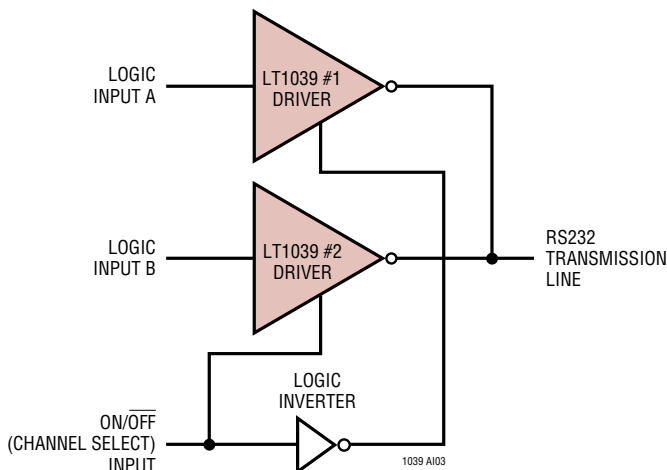 LOGIC
INPUT A
LT1039 #1
DRIVER
LOGIC
INPUT B
LT1039 #2
DRIVER
RS232
TRANSMISSION
LINE
LOGIC
INVERTER
ON/OFF
(CHANNEL SELECT)
INPUT
1039 AI03